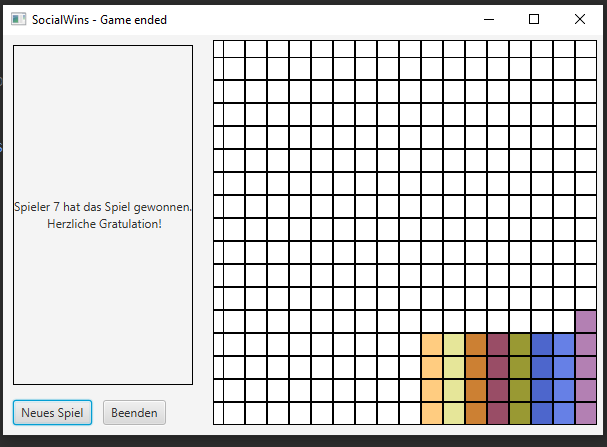 SocialWins - Game ended
Spieler 7 hat das Spiel gewonnen.
Herzliche Gratulation!
Neues Spiel
Beenden